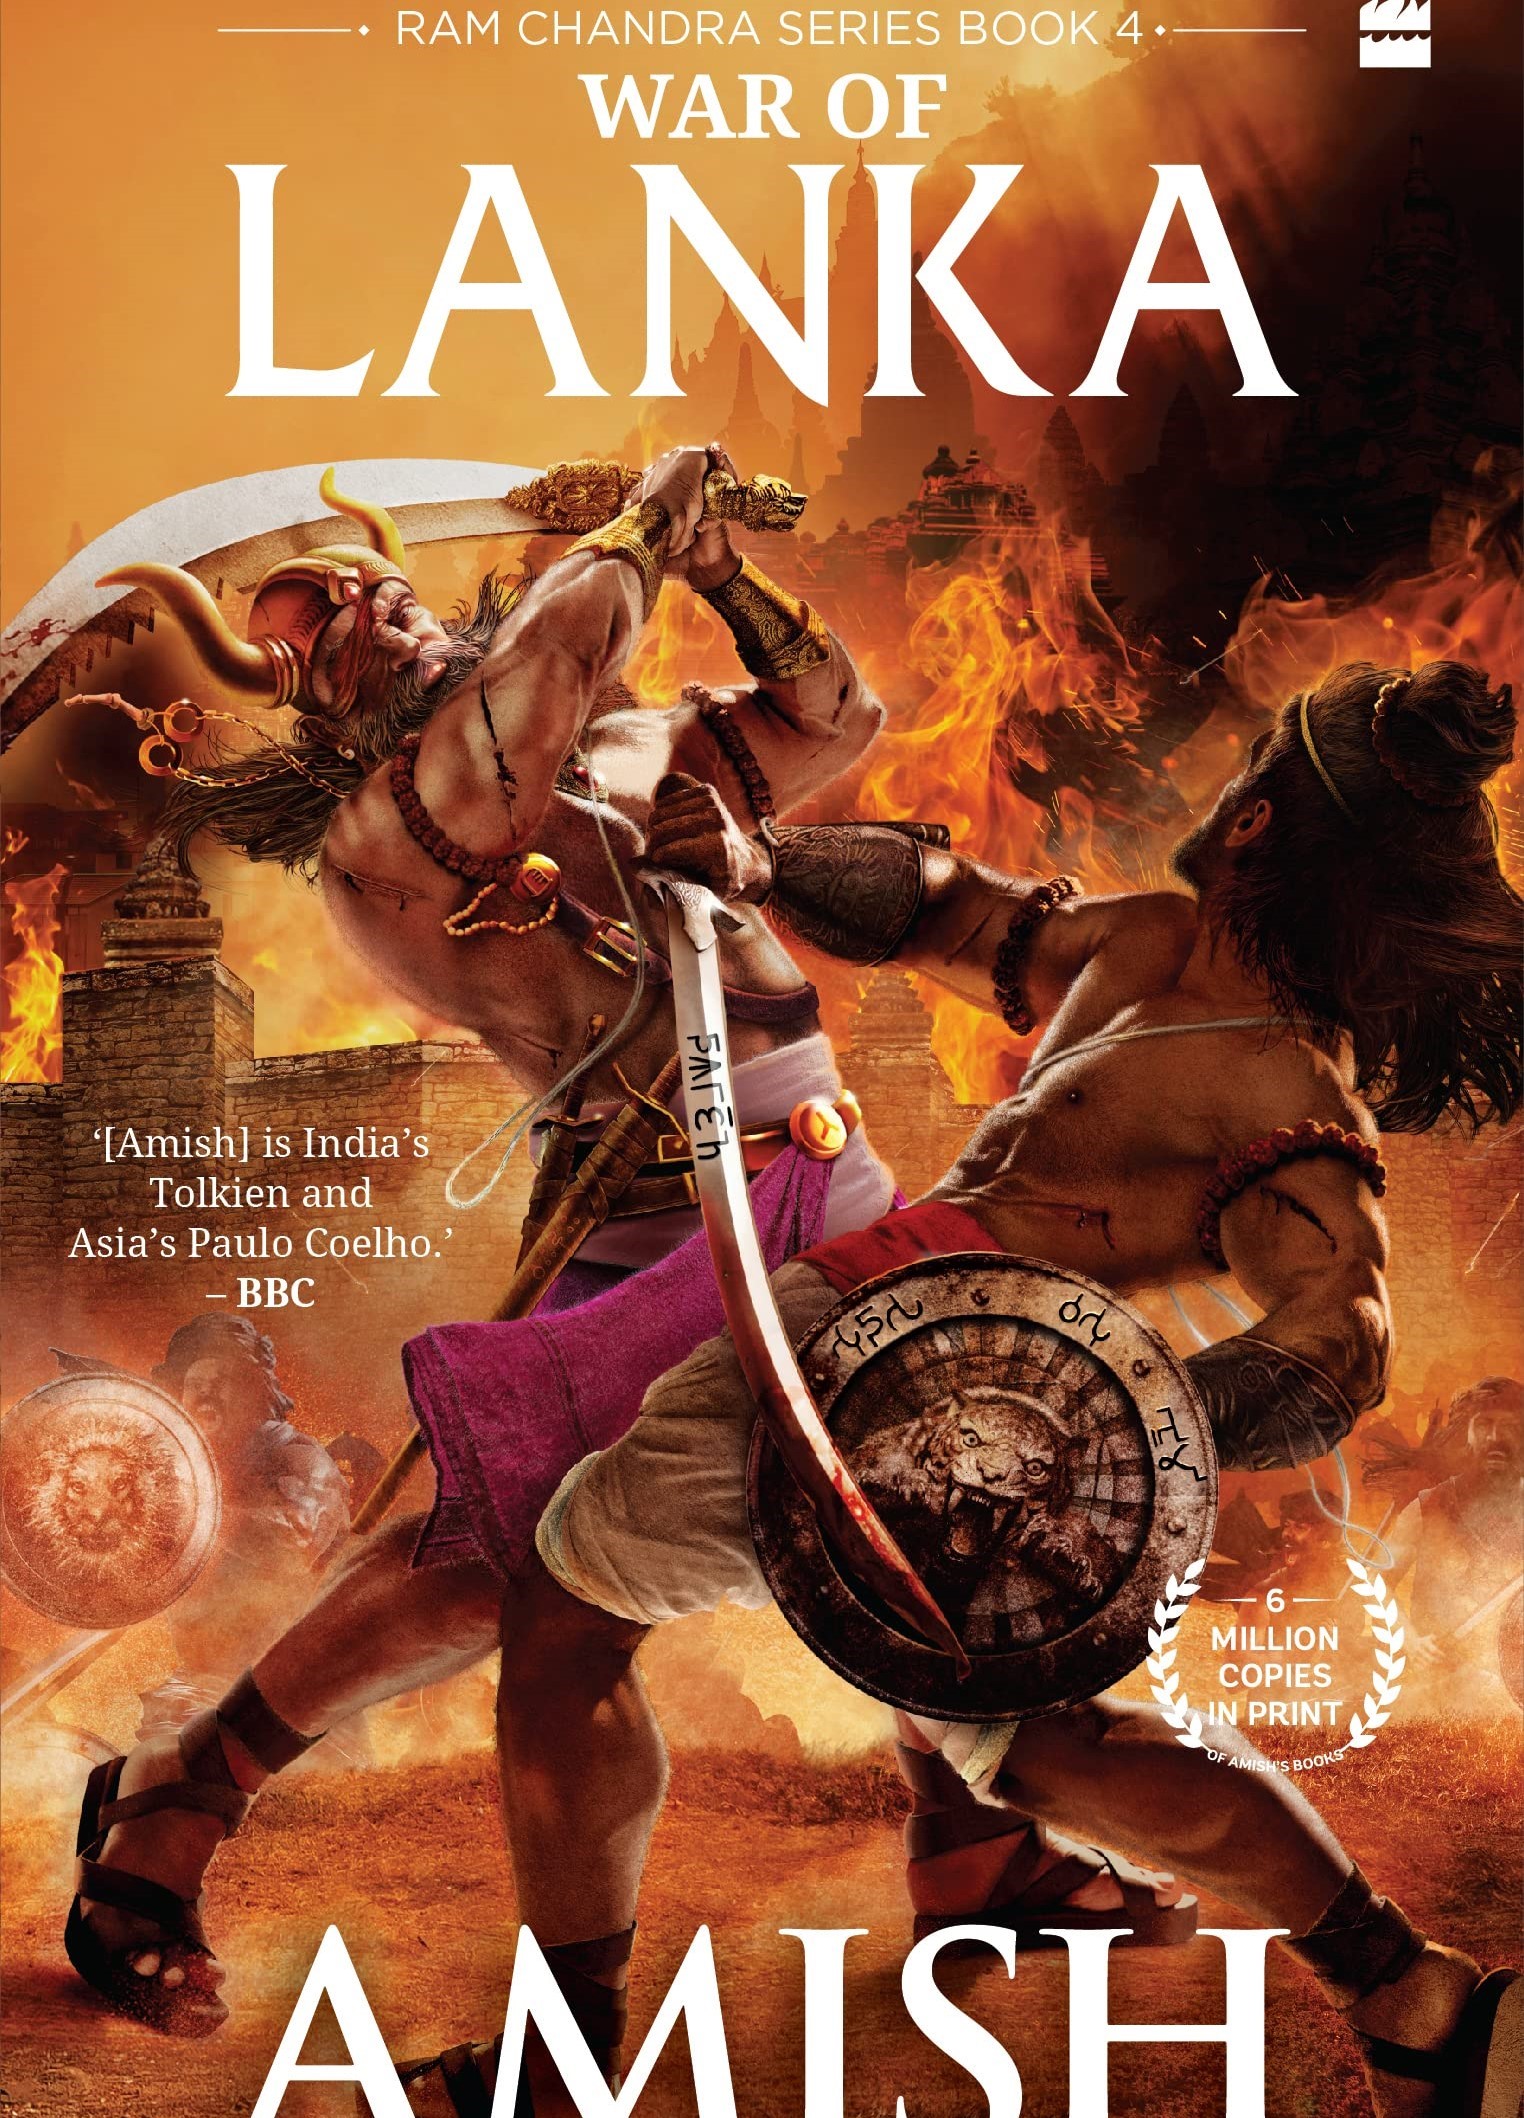 RAM CHANDRA SERIES BOOK 4
WAR OF
LANKA
‘[Amish] is India’s
Tolkien and
Asia’s Paulo Coelho.’
– BBC
6
MILLION
COPIES
IN PRINT
OF AMISH'S BOOKS
AMISH